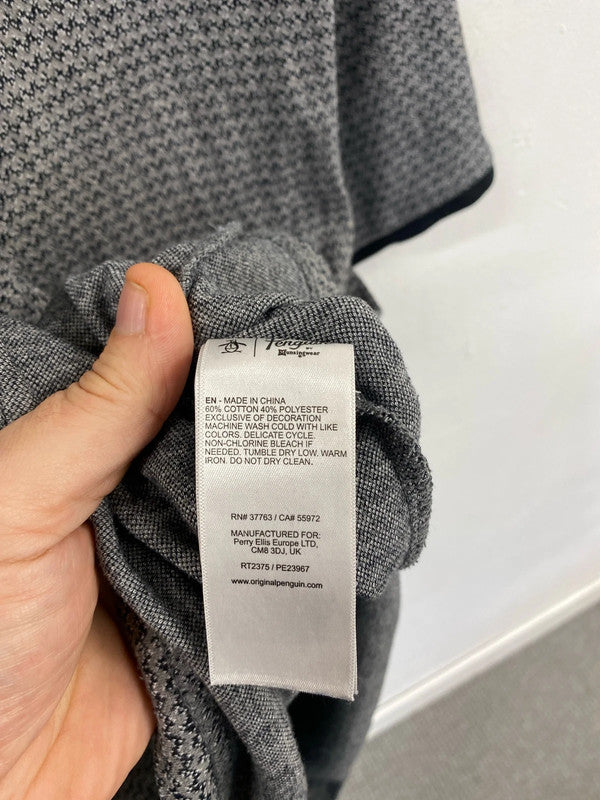 Munsingwear
EN - MADE IN CHINA
60% COTTON 40% POLYESTER
EXCLUSIVE OF DECORATION
MACHINE WASH COLD WITH LIKE
COLORS. DELICATE CYCLE.
NON-CHLORINE BLEACH IF
NEEDED. TUMBLE DRY LOW. WARM
IRON. DO NOT DRY CLEAN.
RN# 37763 / CA# 55972
MANUFACTURED FOR:
Perry Ellis Europe LTD,
CM8 3DJ, UK
RT2375 / PE23967
www.originalpenguin.com